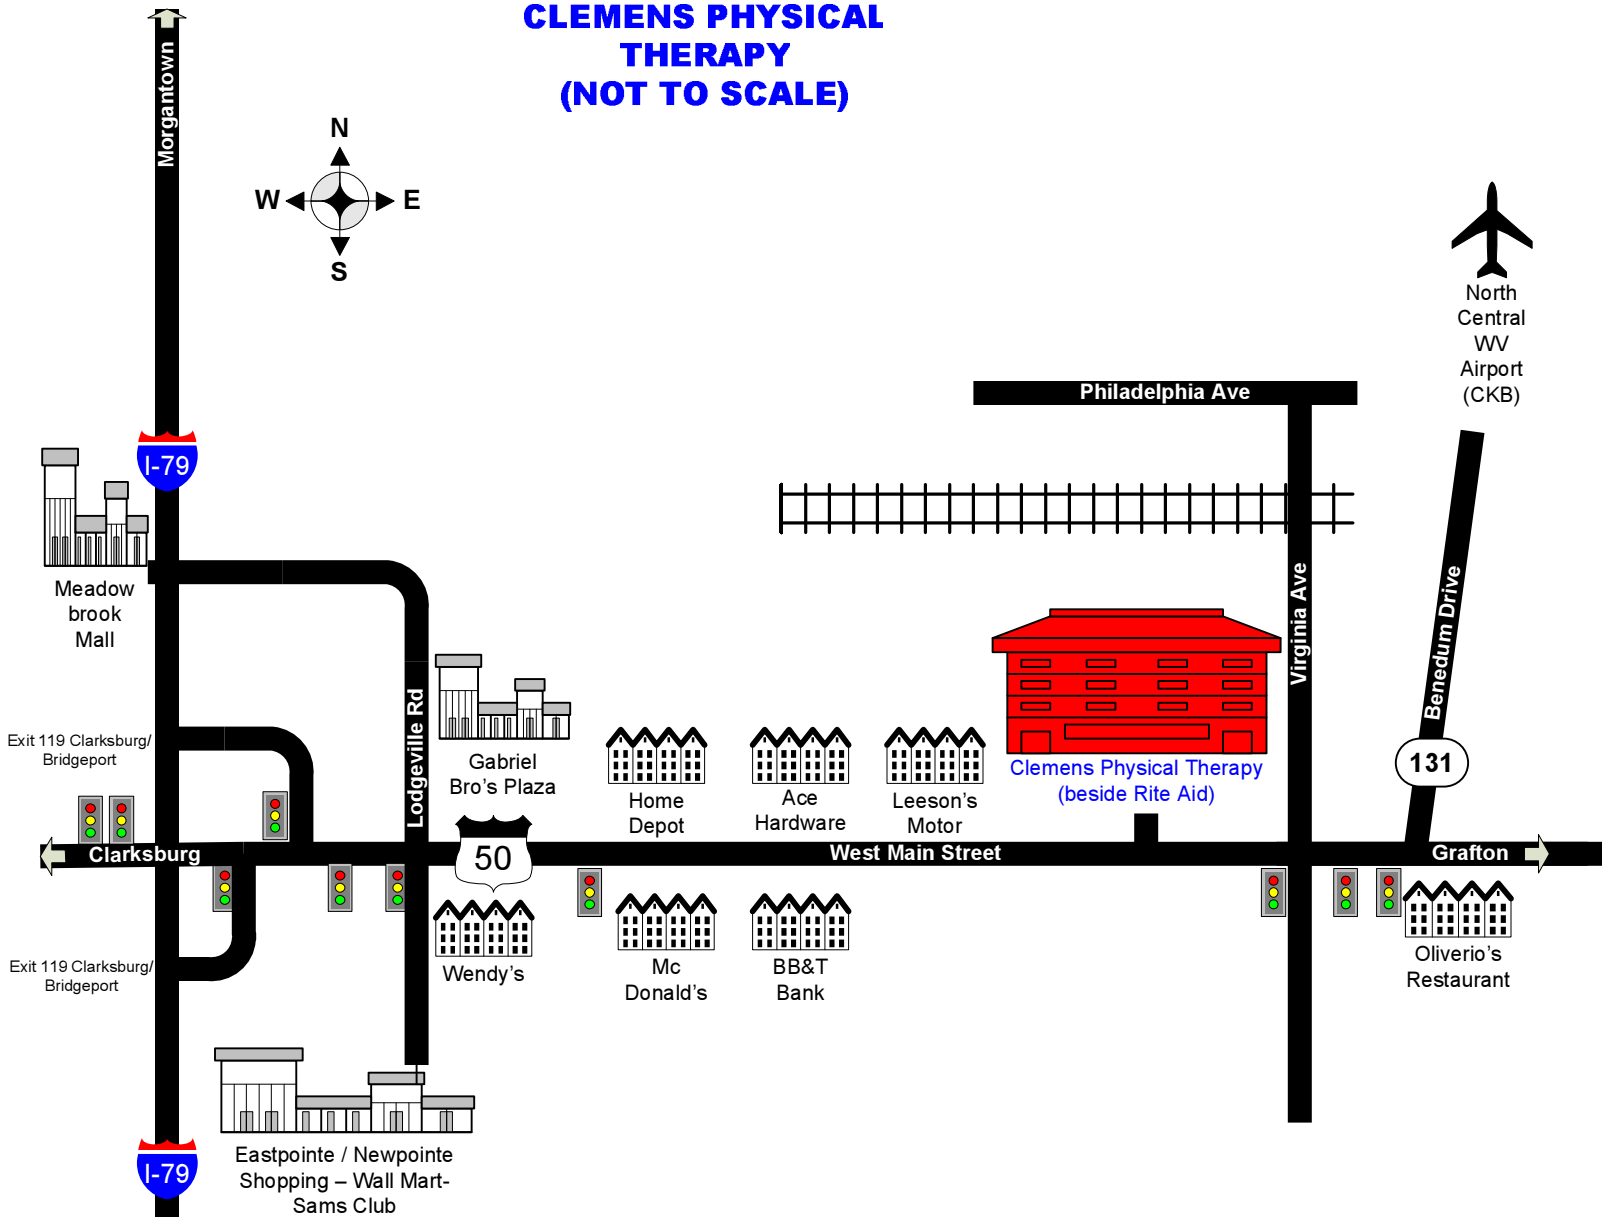 CLEMENS PHYSICAL
THERAPY
(NOT TO SCALE)
Morgantown
N
W
E
S
North
Central
WV
Airport
(CKB)
Philadelphia Ave
I-79
Meadow
brook
Mall
Virginia Ave
Benedum Drive
Lodgeville Rd
Exit 119 Clarksburg/
Bridgeport
Gabriel
Bro's Plaza
Home
Depot
Ace
Hardware
Leeson's
Motor
Clemens Physical Therapy
(beside Rite Aid)
131
Clarksburg
50
West Main Street
Grafton
Wendy's
Mc
Donald's
BB&T
Bank
Oliverio's
Restaurant
Exit 119 Clarksburg/
Bridgeport
Eastpointe / Newpointe
Shopping – Wall Mart-
Sams Club
I-79